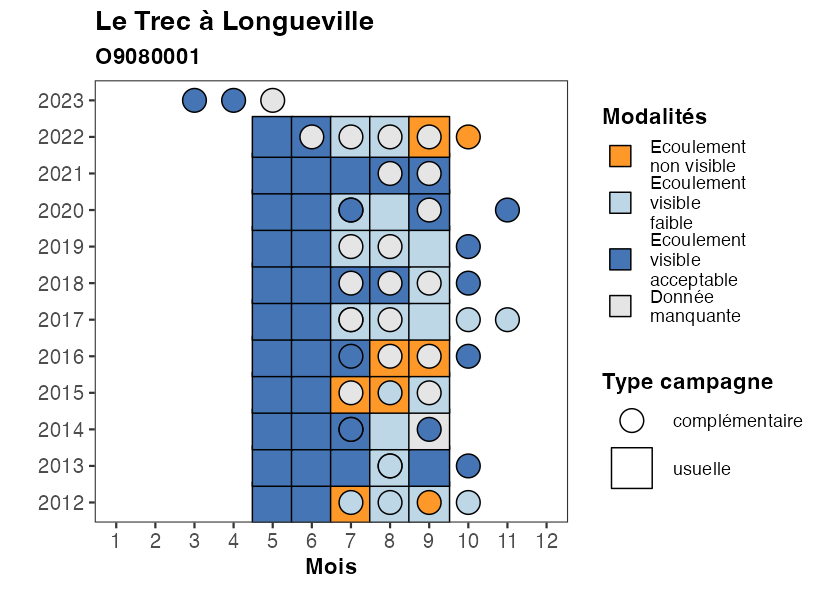 Le Trec à Longueville
O9080001
2023
2022
2021
2020
2019
2018
2017
2016
2015
2014
2013
2012
1 2 3 4 5 6 7 8 9 10 11 12
Mois
Modalités
Ecoulement
non visible
Ecoulement
visible
faible
Ecoulement
visible
acceptable
Donnée
manquante
Type campagne
complémentaire
usuelle